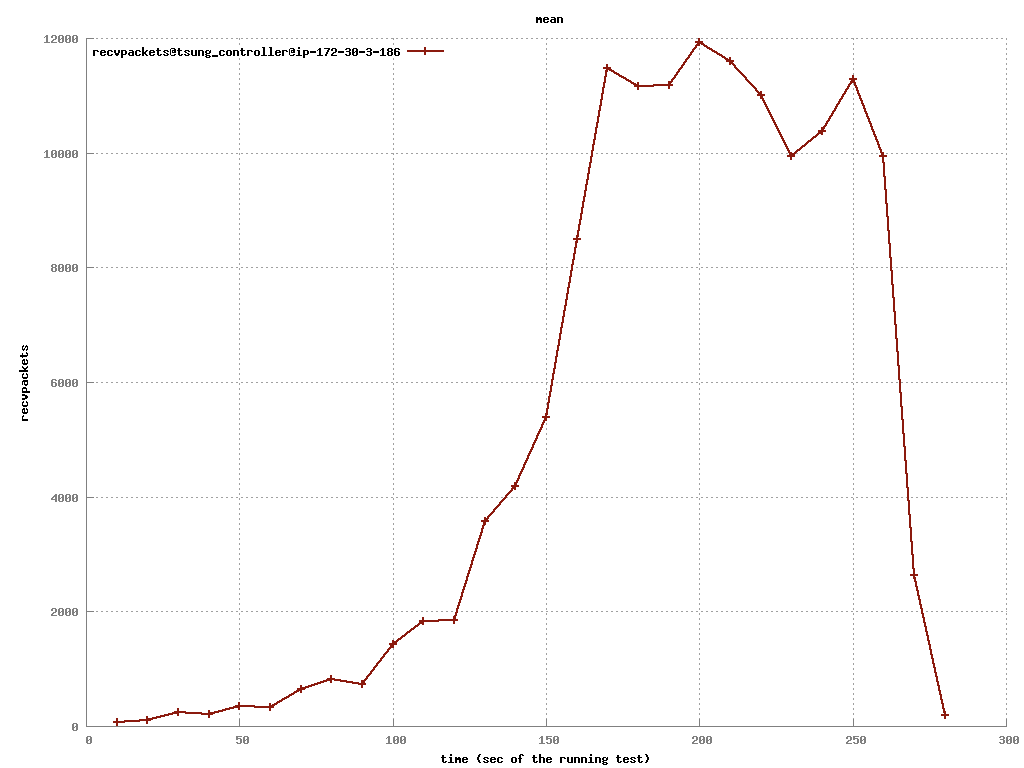 mean
recvpackets@tsung_controller@ip-172-30-3-186
12000
10000
8000
6000
4000
2000
0
recvpackets
0 50 100 150 200 250 300
time (sec of the running test)